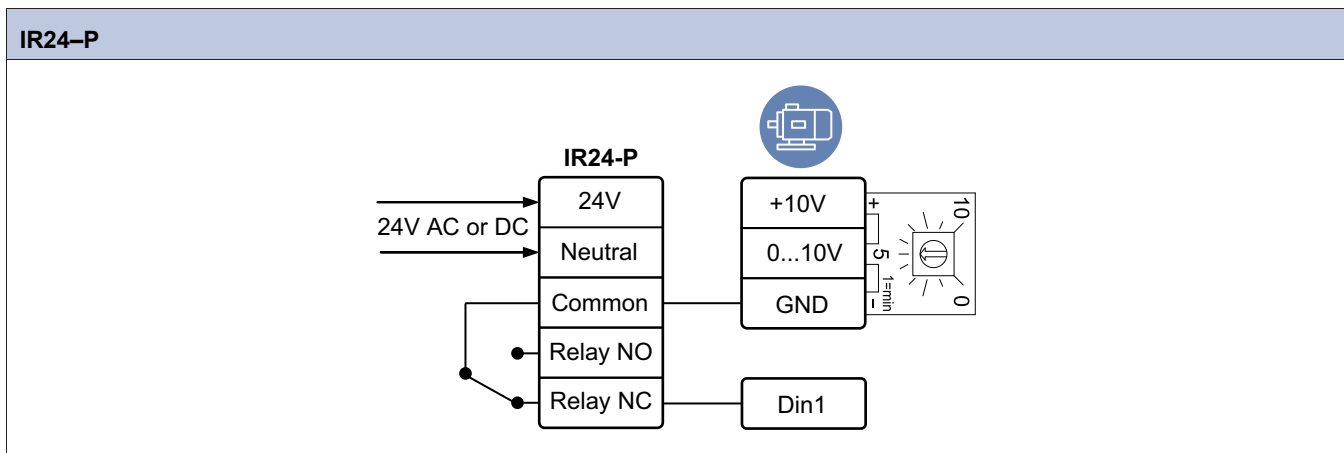 IR24–P
IR24-P
24V AC or DC
24V
Neutral
Common
Relay NO
Relay NC
+10V
0...10V
GND
Din1
+
-
10
5
1=min
0